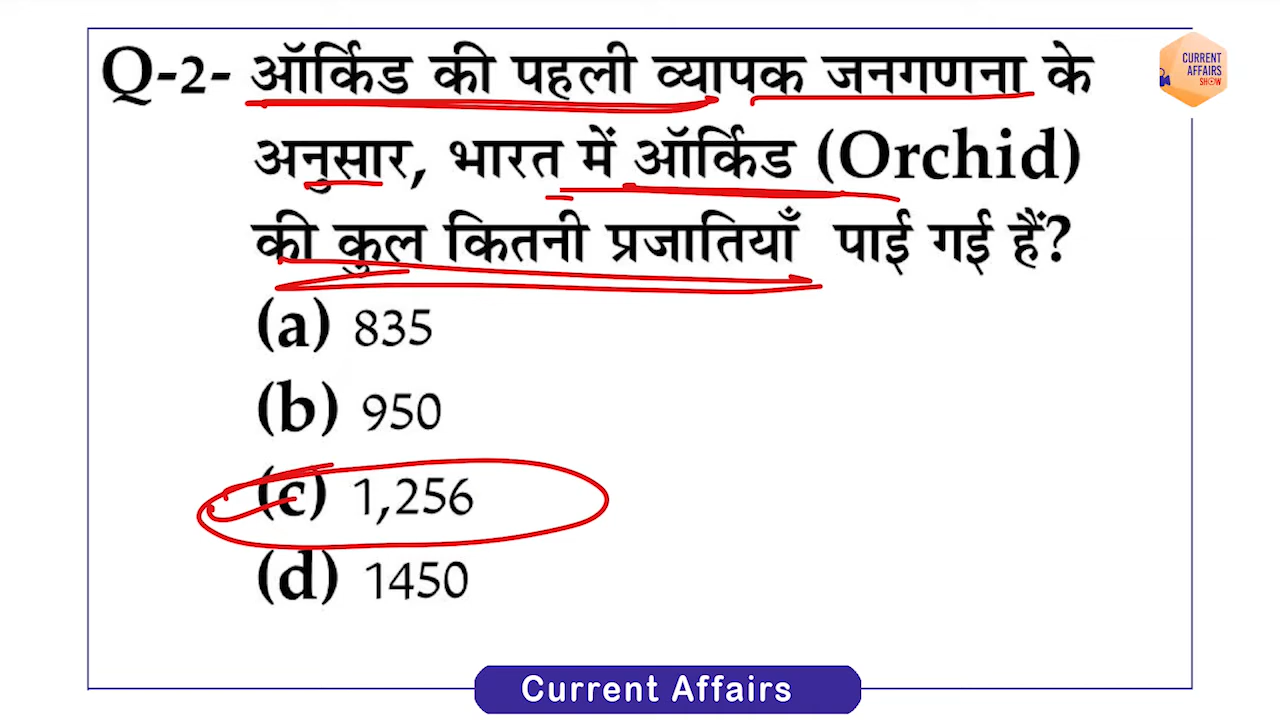 Q-2- ऑर्किड की पहली व्यापक जनगणना के
अनुसार, भारत में ऑर्किड (Orchid)
की कुल कितनी प्रजातियाँ पाई गई हैं?
(a) 835
(b) 950
(c) 1,256
(d) 1450
CURRENT
AFFAIRS
SHOW
Current Affairs